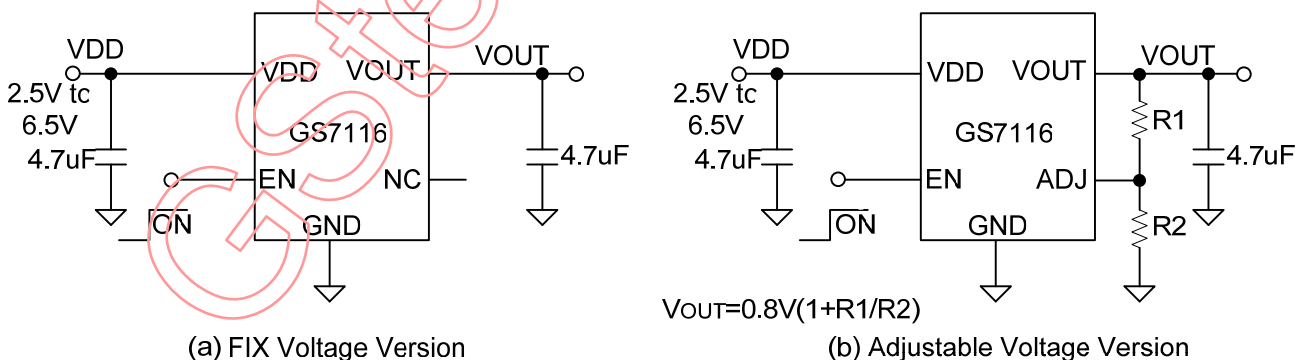 VDD
VOUT
2.5V tc
6.5V
4.7uF
VDD
VOUT
GS7116
EN
NC
GND
ON
4.7uF
(a) FIX Voltage Version
VDD
VOUT
2.5V tc
6.5V
4.7uF
VDD
VOUT
GS7116
EN
ADJ
GND
ON
R1
R2
4.7uF
VOUT=0.8V(1+R1/R2)
(b) Adjustable Voltage Version
GSte